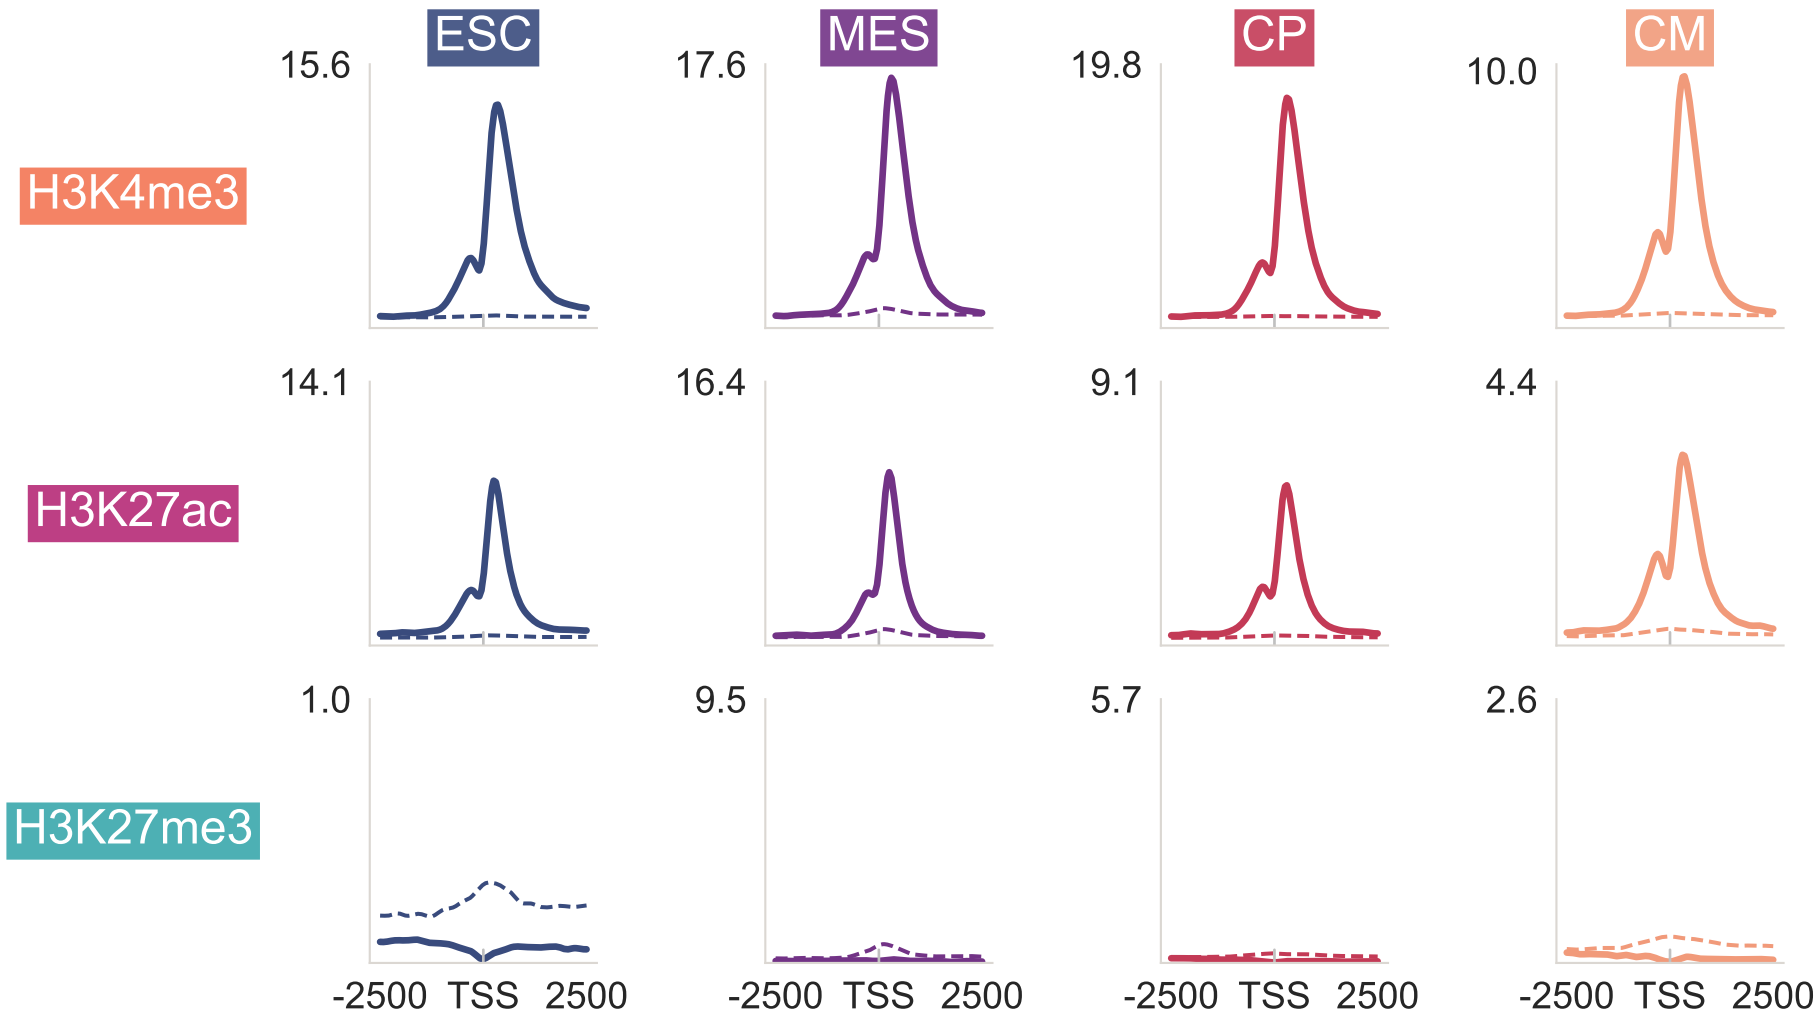 ESC MES CP CM
15.6 17.6 19.8 10.0
H3K4me3
14.1 16.4 9.1 4.4
H3K27ac
1.0 9.5 5.7 2.6
H3K27me3
-2500 TSS 2500 -2500 TSS 2500 -2500 TSS 2500 -2500 TSS 2500